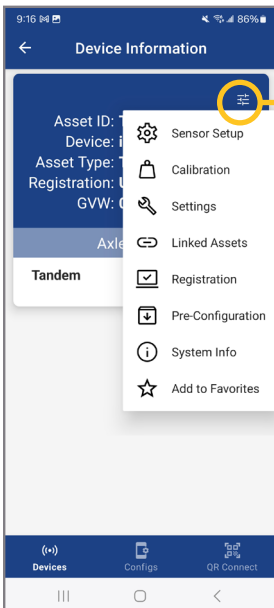 9:16 86%
Device Information
Asset ID:
Device:
Asset Type:
Registration:
GVW:
Tandem
Sensor Setup
Calibration
Settings
Linked Assets
Registration
Pre-Configuration
System Info
Add to Favorites
Devices Configs QR Connect